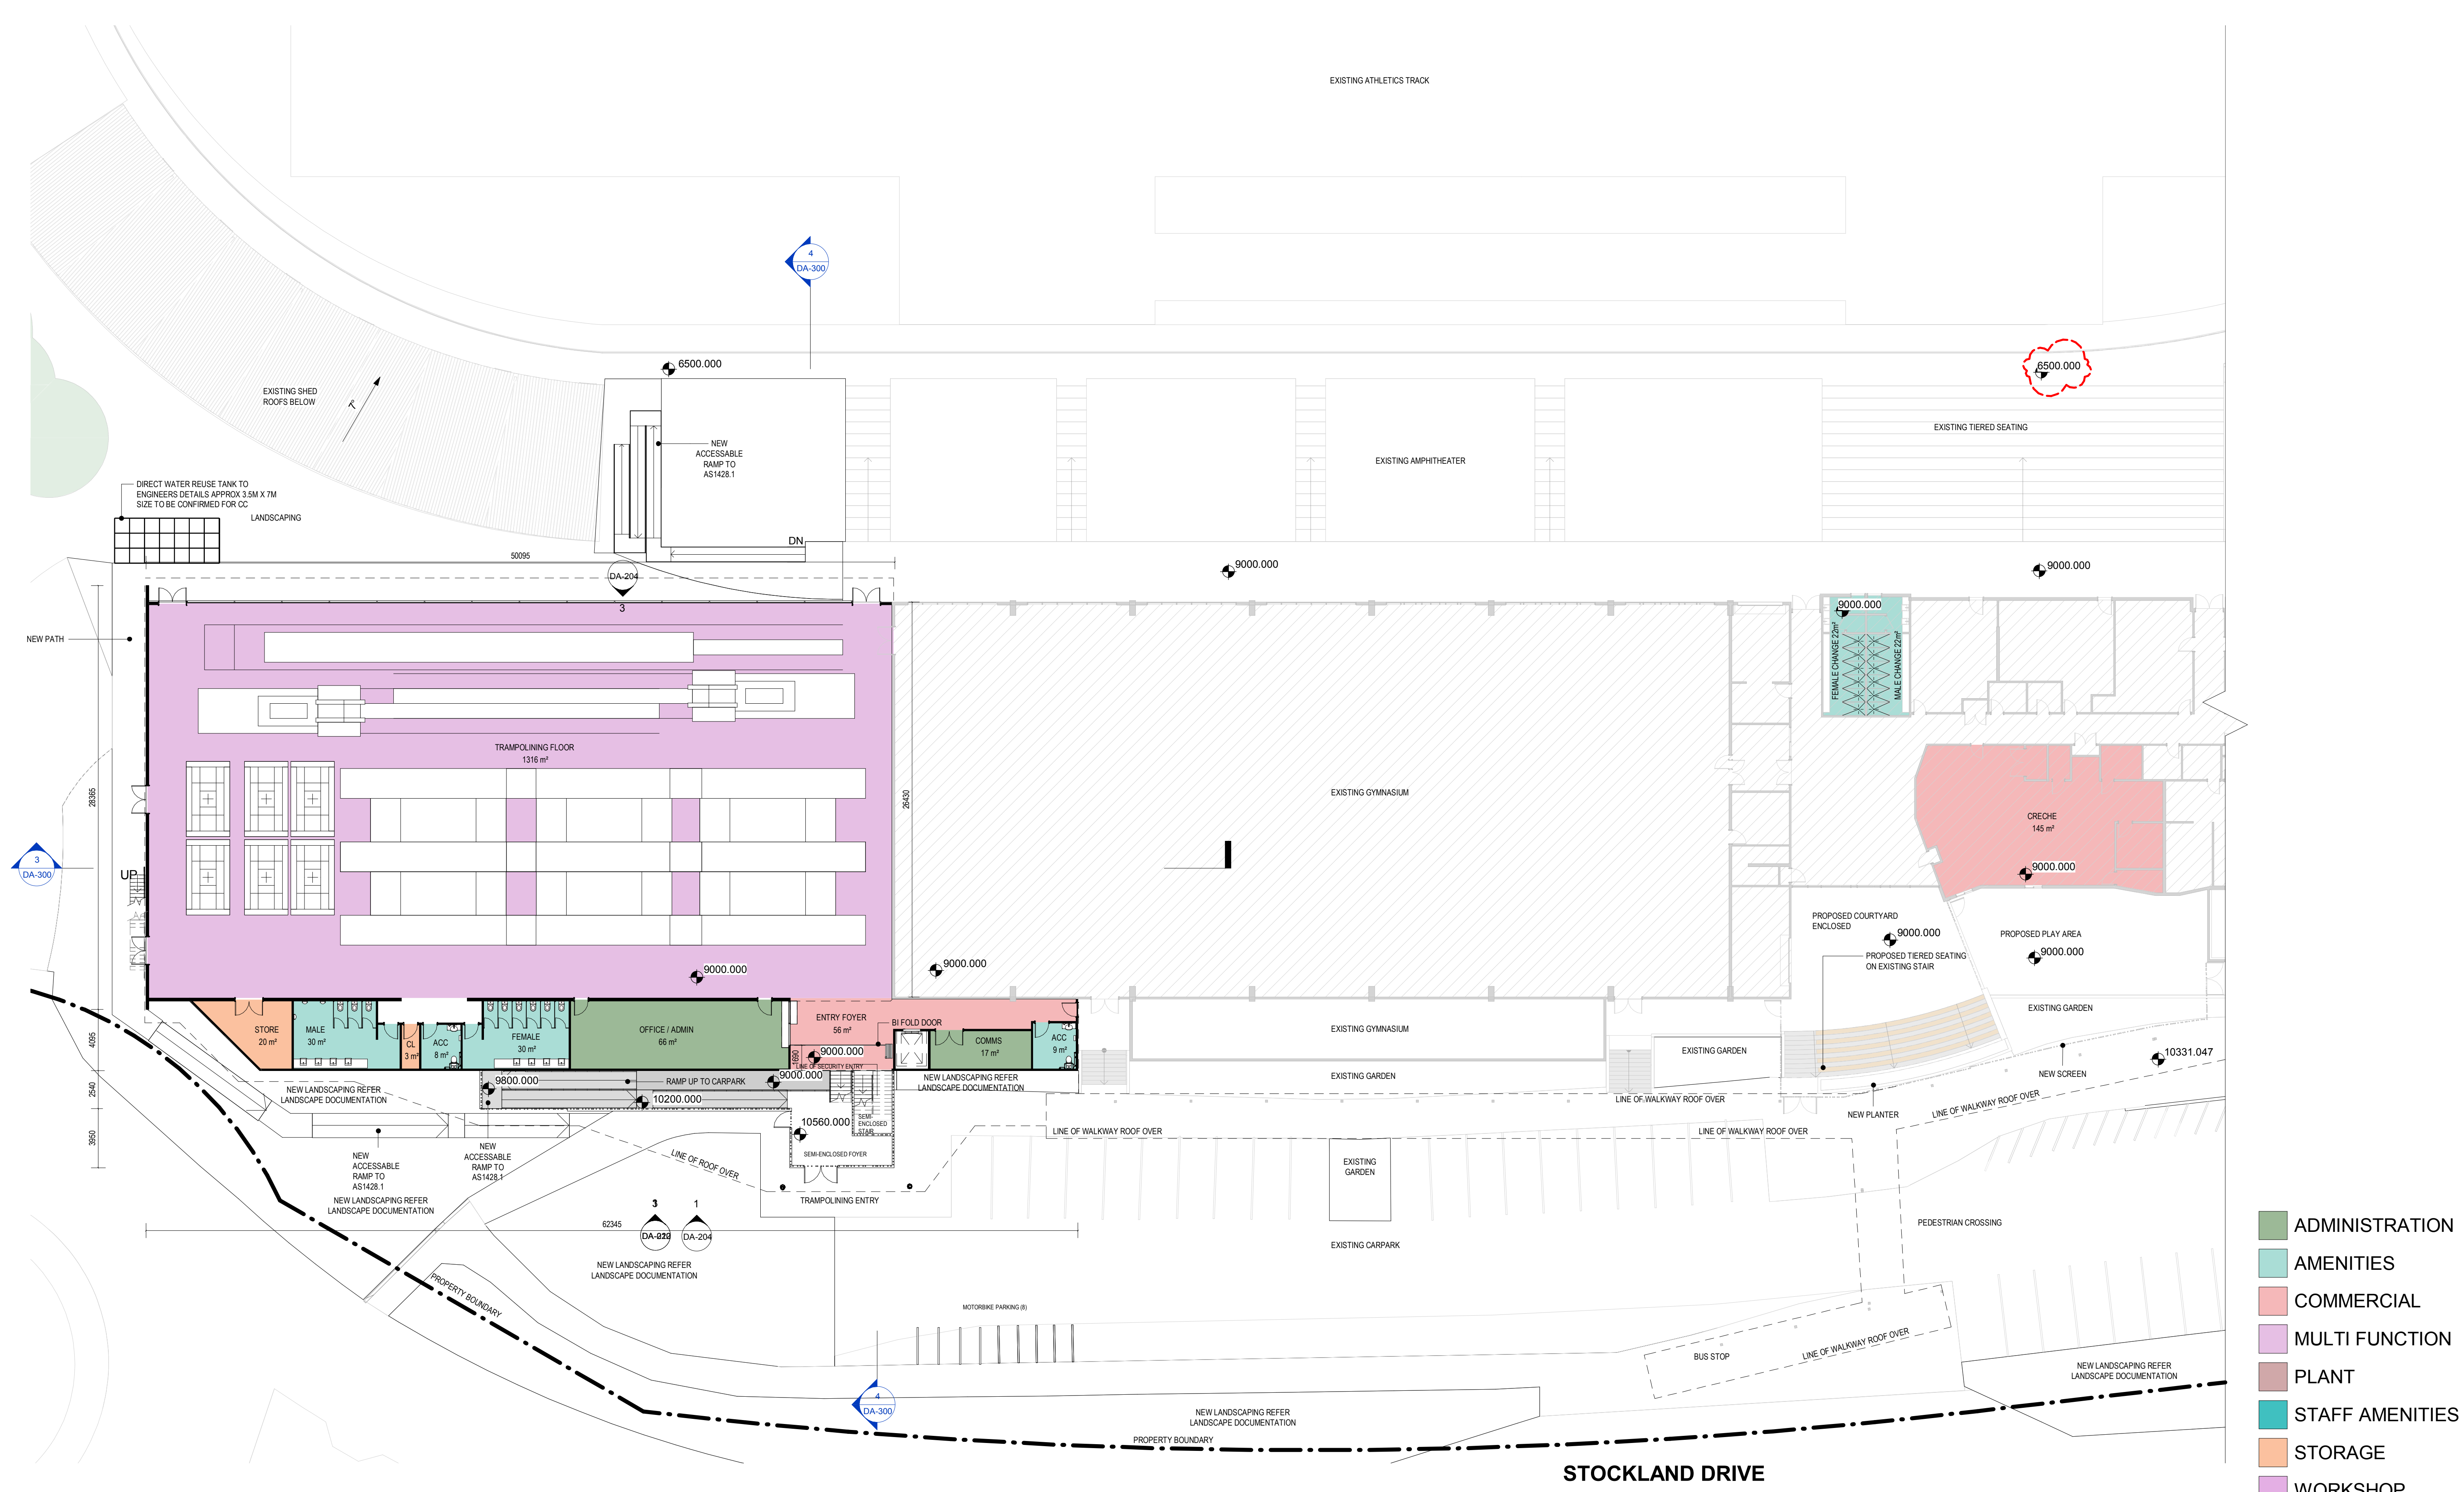 EXISTING ATHLETICS TRACK
4
DA-300
6500.000
6500.000
EXISTING SHED
ROOFS BELOW
7°
NEW
ACCESSABLE
RAMP TO
AS1428.1
EXISTING TIERED SEATING
EXISTING AMPHITHEATER
DIRECT WATER REUSE TANK TO
ENGINEERS DETAILS APPROX 3.5M X 7M
SIZE TO BE CONFIRMED FOR CC
LANDSCAPING
DN
50095
DA-204
3
9000.000
9000.000
9000.000
NEW PATH
FEMALE CHANGE 22m²
MALE CHANGE 22m²
TRAMPOLINING FLOOR
1316 m²
28365
26430
EXISTING GYMNASIUM
CRECHE
145 m²
9000.000
3
DA-300
UP
PROPOSED COURTYARD
ENCLOSED
9000.000
PROPOSED PLAY AREA
9000.000
PROPOSED TIERED SEATING
ON EXISTING STAIR
9000.000
9000.000
EXISTING GARDEN
STORE
20 m²
MALE
30 m²
CL
3 m²
ACC
8 m²
FEMALE
30 m²
OFFICE / ADMIN
66 m²
ENTRY FOYER
56 m²
BI FOLD DOOR
COMMS
17 m²
ACC
9 m²
EXISTING GYMNASIUM
EXISTING GARDEN
4095
1690
9000.000
LINE OF SECURITY ENTRY
10331.047
NEW SCREEN
9800.000
RAMP UP TO CARPARK
9000.000
NEW LANDSCAPING REFER
LANDSCAPE DOCUMENTATION
EXISTING GARDEN
2540
NEW LANDSCAPING REFER
LANDSCAPE DOCUMENTATION
10200.000
LINE OF WALKWAY ROOF OVER
NEW PLANTER
LINE OF WALKWAY ROOF OVER
10560.000
SEMI-
ENCLOSED
STAIR
3950
LINE OF WALKWAY ROOF OVER
LINE OF WALKWAY ROOF OVER
NEW
ACCESSABLE
RAMP TO
AS1428.1
NEW
ACCESSABLE
RAMP TO
AS1428.1
LINE OF ROOF OVER
SEMI-ENCLOSED FOYER
EXISTING
GARDEN
NEW LANDSCAPING REFER
LANDSCAPE DOCUMENTATION
TRAMPOLINING ENTRY
62345
1
DA-204
PEDESTRIAN CROSSING
EXISTING CARPARK
NEW LANDSCAPING REFER
LANDSCAPE DOCUMENTATION
PROPERTY BOUNDARY
MOTORBIKE PARKING (8)
BUS STOP
LINE OF WALKWAY ROOF OVER
NEW LANDSCAPING REFER
LANDSCAPE DOCUMENTATION
4
DA-300
NEW LANDSCAPING REFER
LANDSCAPE DOCUMENTATION
PROPERTY BOUNDARY
STOCKLAND DRIVE
ADMINISTRATION
AMENITIES
COMMERCIAL
MULTI FUNCTION
PLANT
STAFF AMENITIES
STORAGE
WORKSHOP